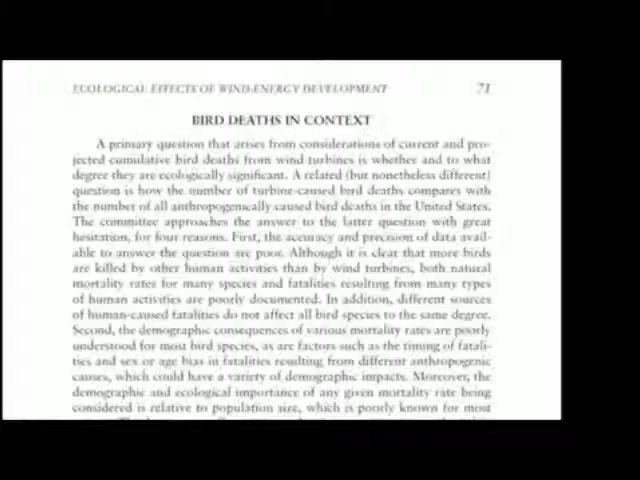 ECOLOGICAL EFFECTS OF WIND-ENERGY DEVELOPMENT 71
BIRD DEATHS IN CONTEXT
A primary question that arises from considerations of current and pro-
jected cumulative bird deaths from wind turbines is whether and to what
degree they are ecologically significant. A related (but nonetheless different)
question is how the number of turbine-caused bird deaths compares with
the number of all anthropogenically caused bird deaths in the United States.
The committee approaches the answer to the latter question with great
hesitation, for four reasons. First, the accuracy and precision of data avail-
able to answer the question are poor. Although it is clear that more birds
are killed by other human activities than by wind turbines, both natural
mortality rates for many species and fatalities resulting from many types
of human activities are poorly documented. In addition, different sources
of human-caused fatalities do not affect all bird species to the same degree.
Second, the demographic consequences of various mortality rates are poorly
understood for most bird species, as are factors such as the timing of fatali-
ties and sex or age bias in fatalities resulting from different anthropogenic
causes, which could have a variety of demographic impacts. Moreover, the
demographic and ecological importance of any given mortality rate being
considered is relative to population size, which is poorly known for most